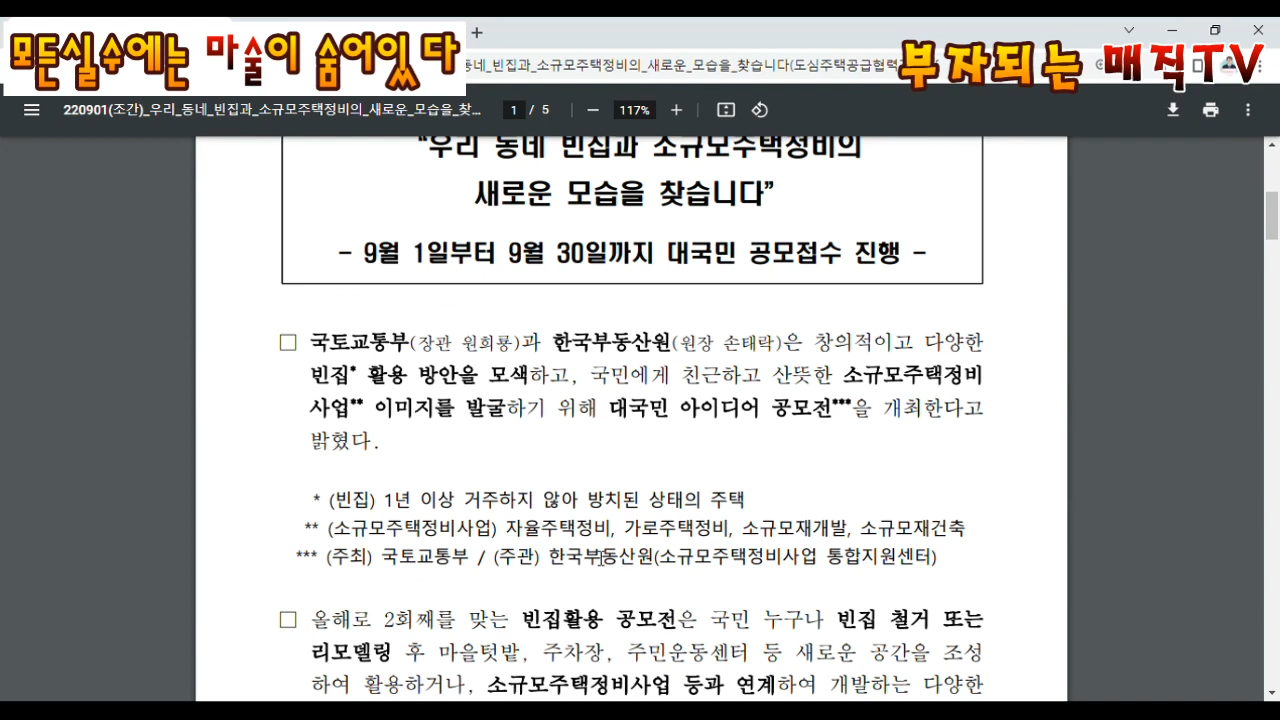 모든실수에는 마술이 숨어있다
부자되는 매직TV
네_빈집과_소규모주택정비의_새로운_모습을_찾습니다(도심주택공급협력
220901(조간)_우리_동네_빈집과_소규모주택정비의_새로운_모습을_찾...
1 / 5
117%
"우리 동네 빈집과 소규모주택정비의
새로운 모습을 찾습니다"
- 9월 1일부터 9월 30일까지 대국민 공모접수 진행 -
□ 국토교통부(장관 원희룡)과 한국부동산원(원장 손태락)은 창의적이고 다양한
빈집* 활용 방안을 모색하고, 국민에게 친근하고 산뜻한 소규모주택정비
사업** 이미지를 발굴하기 위해 대국민 아이디어 공모전***을 개최한다고
밝혔다.
* (빈집) 1년 이상 거주하지 않아 방치된 상태의 주택
** (소규모주택정비사업) 자율주택정비, 가로주택정비, 소규모재개발, 소규모재건축
*** (주최) 국토교통부 / (주관) 한국부동산원(소규모주택정비사업 통합지원센터)
□ 올해로 2회째를 맞는 빈집활용 공모전은 국민 누구나 빈집 철거 또는
리모델링 후 마을텃밭, 주차장, 주민운동센터 등 새로운 공간을 조성
하여 활용하거나, 소규모주택정비사업 등과 연계하여 개발하는 다양한